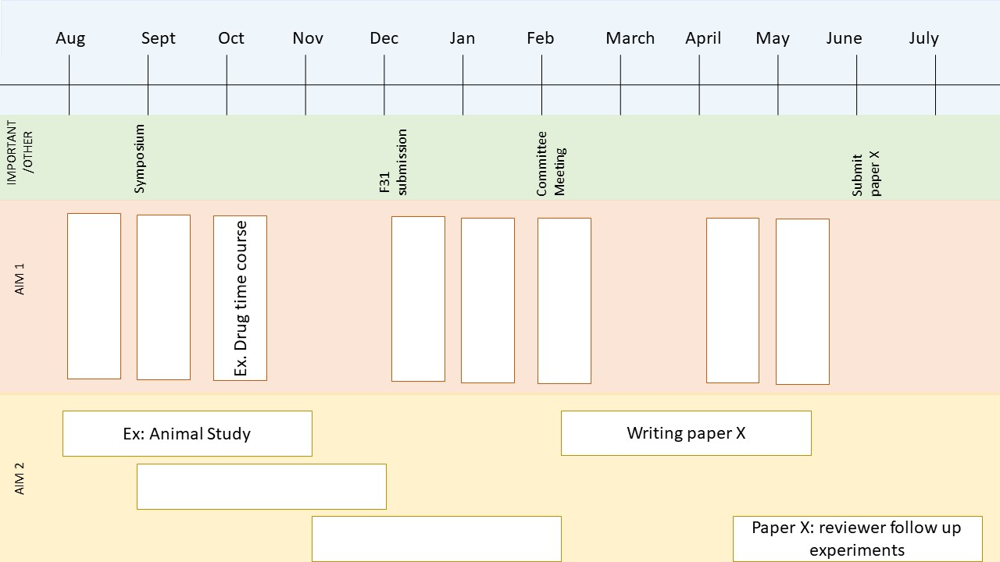 Aug
Sept
Oct
Nov
Dec
Jan
Feb
March
April
May
June
July
IMPORTANT
/OTHER
Symposium
F31
submission
Committee
Meeting
Submit
paper X
AIM 1
Ex. Drug time course
AIM 2
Ex: Animal Study
Writing paper X
Paper X: reviewer follow up
experiments